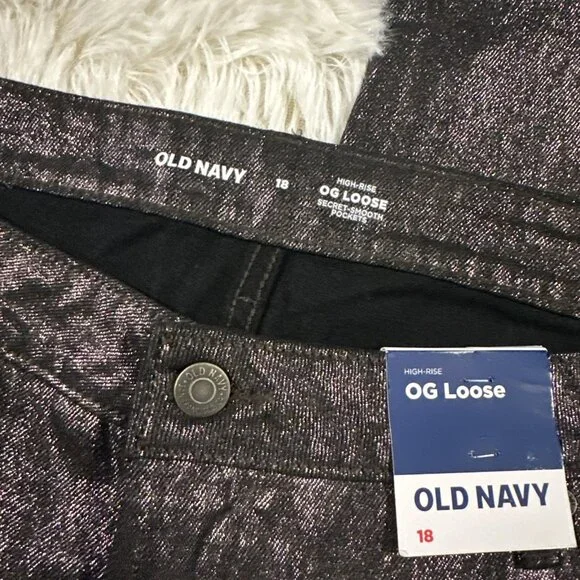 OLD NAVY
18
HIGH-RISE
OG LOOSE
SECRET-SMOOTH
POCKETS
OLD NAVY
HIGH-RISE
OG Loose
OLD NAVY
18